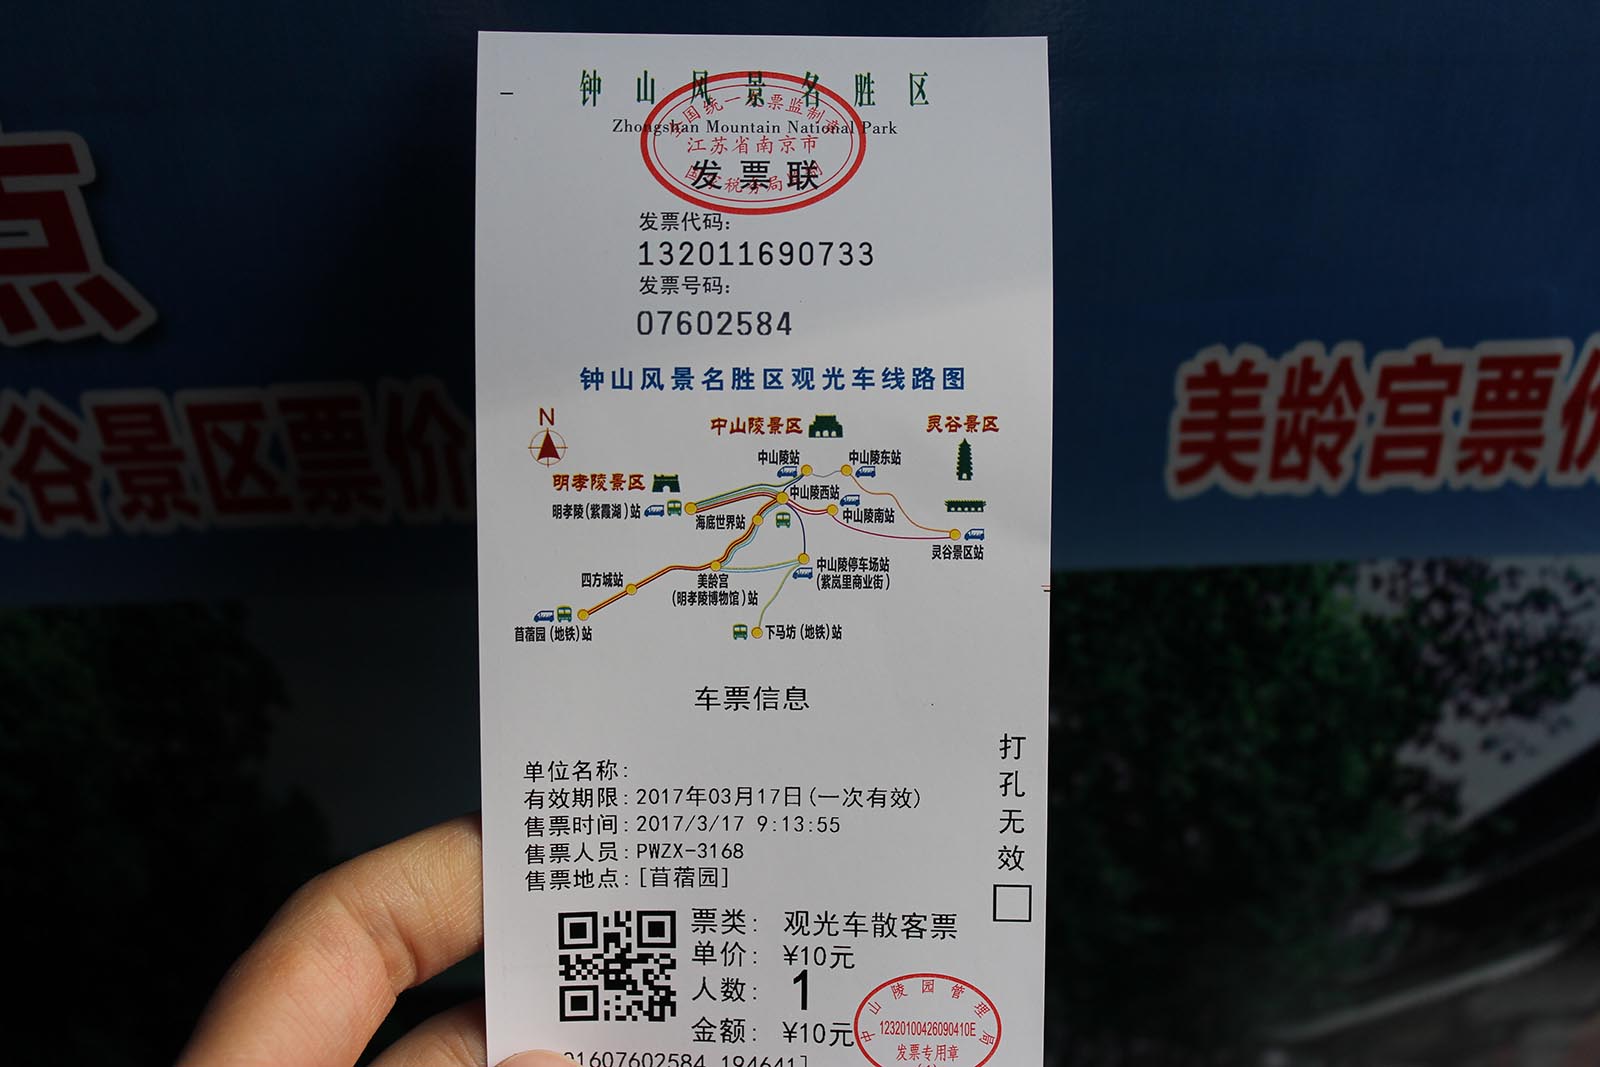 钟山风景名胜区
Zhongshan Mountain National Park
全国统一发票监制章
江苏省南京市
国家税务局监制
发票联
发票代码:
132011690733
发票号码:
07602584
钟山风景名胜区观光车线路图
N
中山陵景区
灵谷景区
中山陵站
中山陵东站
明孝陵景区
中山陵西站
明孝陵(紫霞湖)站
海底世界站
中山陵南站
灵谷景区站
四方城站
美龄宫
(明孝陵博物馆)站
中山陵停车场站
(紫岚里商业街)
苜蓿园(地铁)站
下马坊(地铁)站
车票信息
打孔无效
单位名称:
有效期限:2017年03月17日(一次有效)
售票时间:2017/3/17 9:13:55
售票人员:PWZX-3168
售票地点:[苜蓿园]
票类: 观光车散客票
单价: ¥10元
人数: 1
金额: ¥10元
中山陵园管理局
12320100426090410E
发票专用章
01607602584 194641]
点
谷景区票价
美龄宫票价